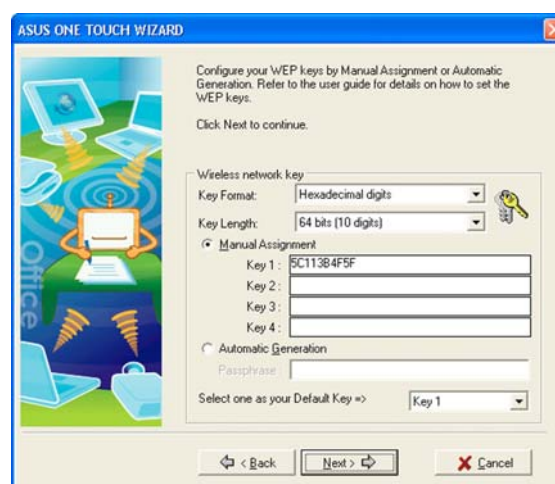 ASUS ONE TOUCH WIZARD
Configure your WEP keys by Manual Assignment or Automatic
Generation. Refer to the user guide for details on how to set the
WEP keys.
Click Next to continue.
Wireless network key
Key Format: Hexadecimal digits
Key Length: 64 bits (10 digits)
Manual Assignment
Key 1 : 5C113B4F5F
Key 2 :
Key 3 :
Key 4 :
Automatic Generation
Passphrase
Select one as your Default Key => Key 1
< Back Next > Cancel
Office